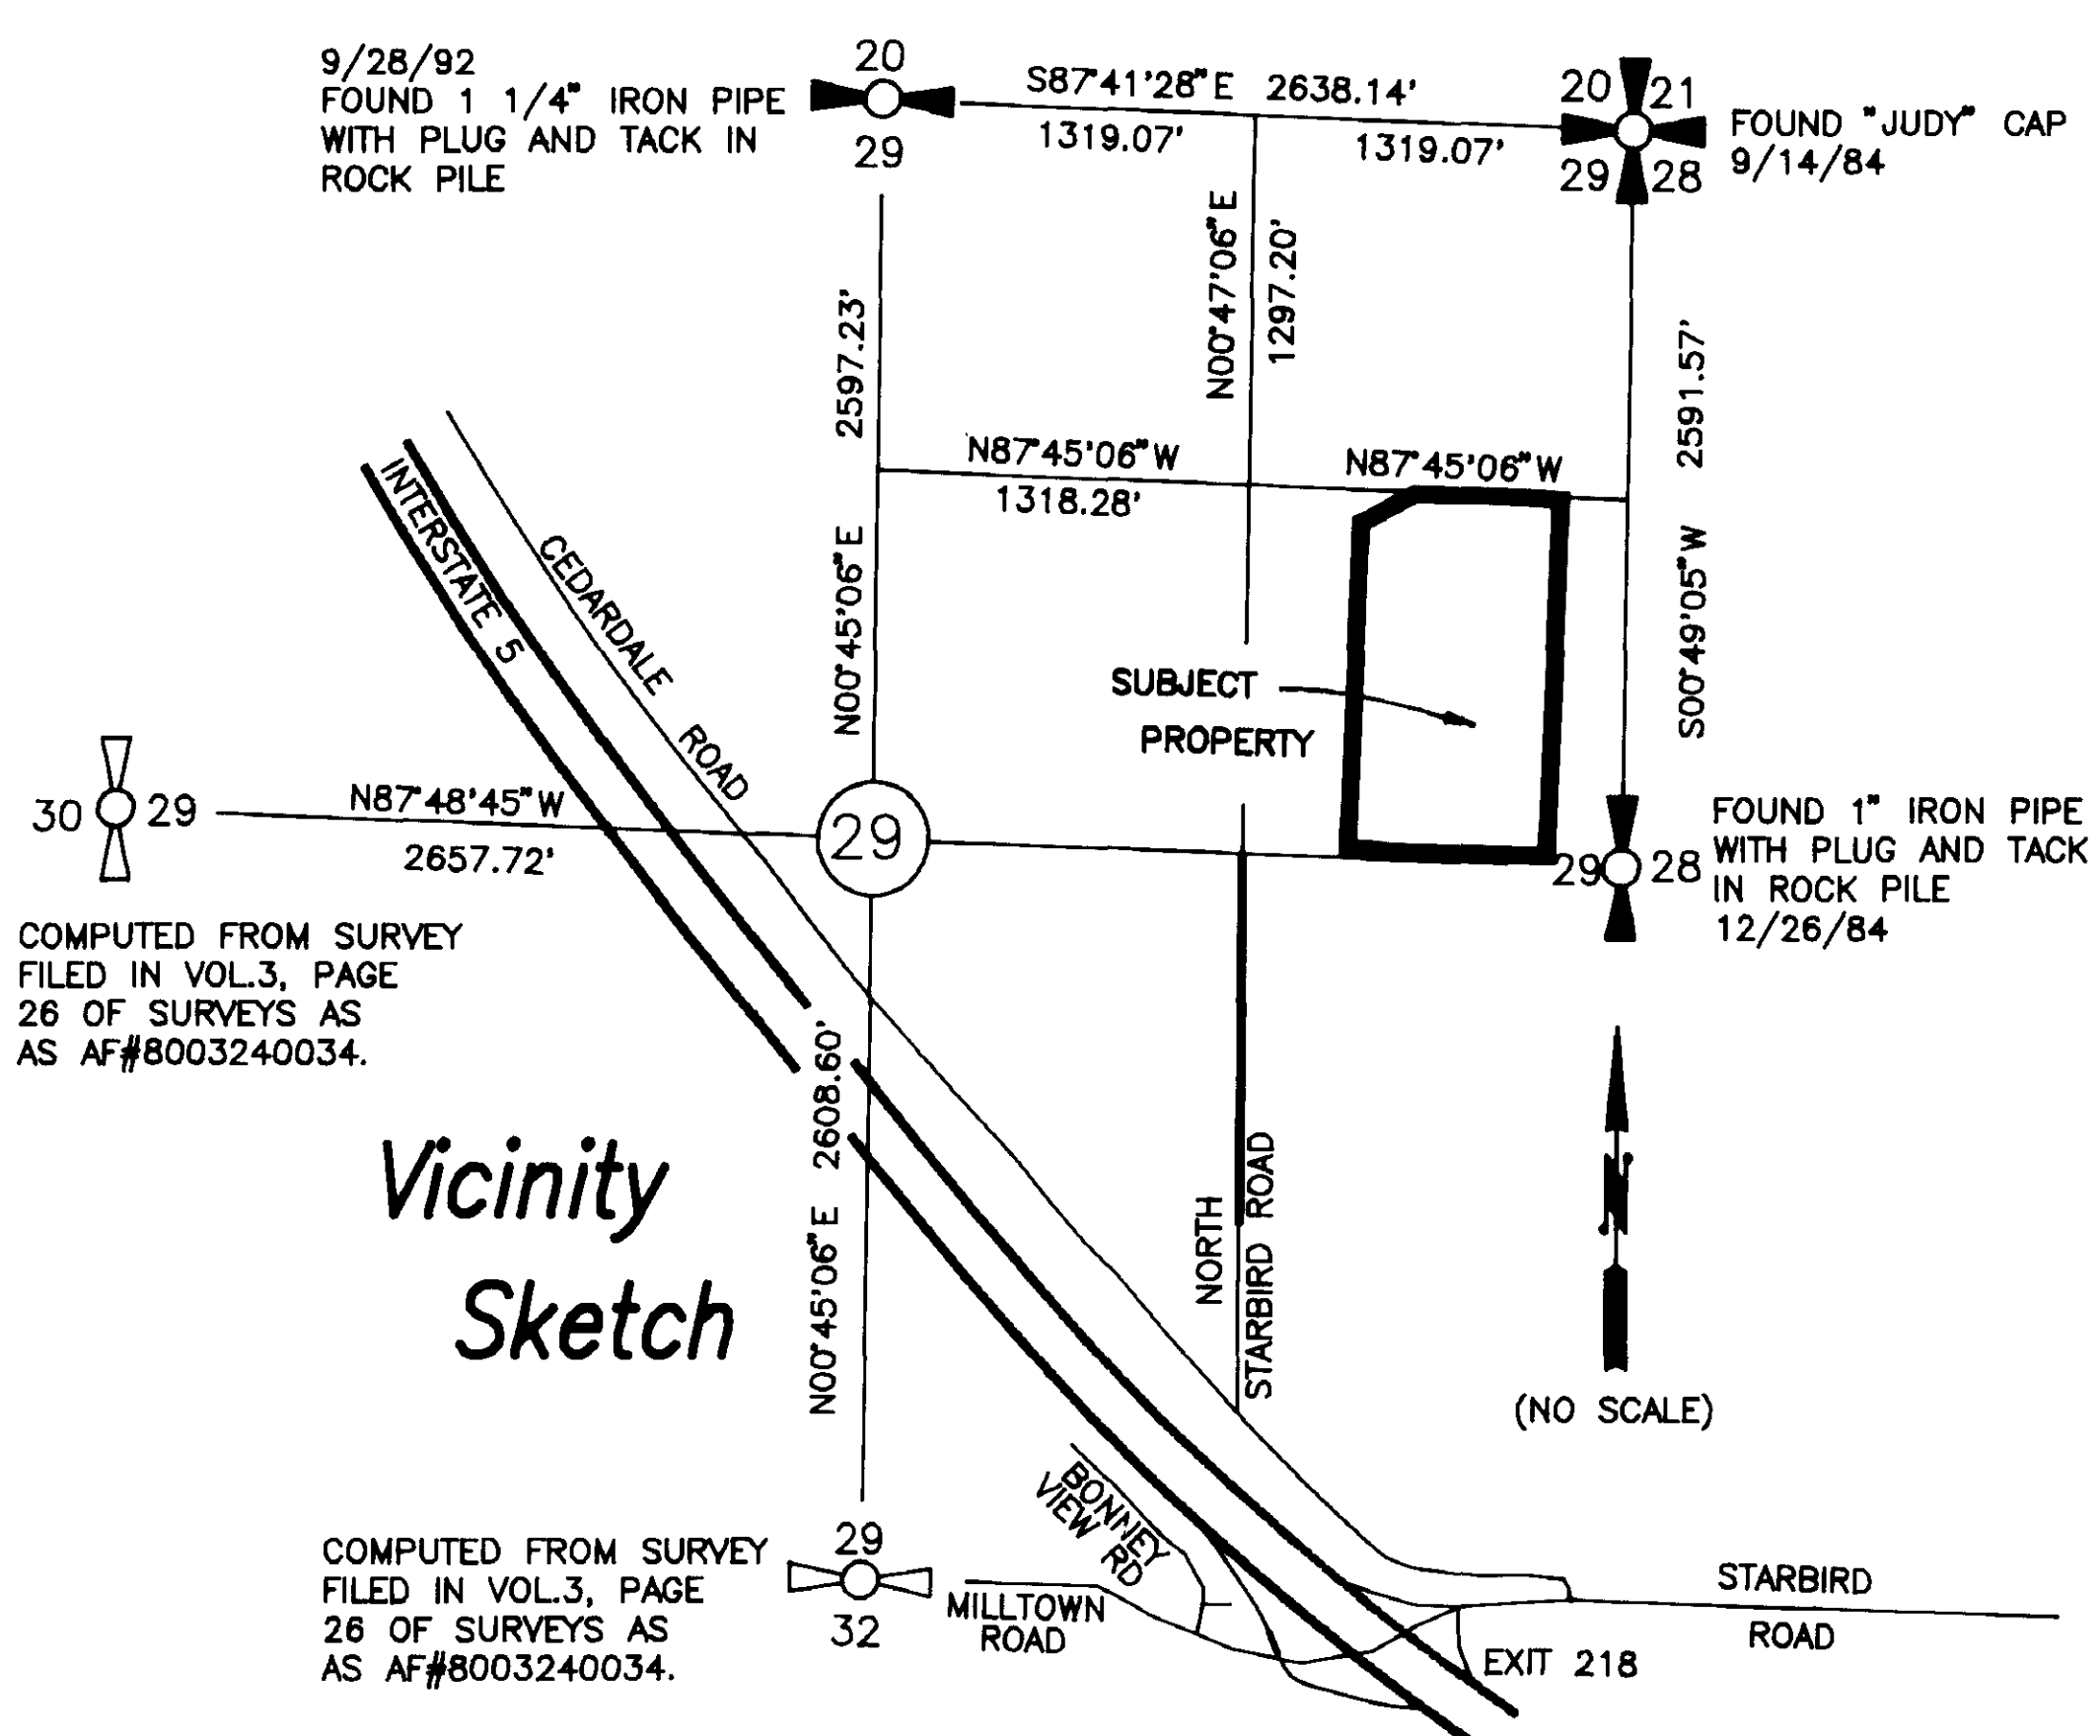 9/28/92
FOUND 1 1/4" IRON PIPE
WITH PLUG AND TACK IN
ROCK PILE
20
29
S87°41'28"E 2638.14'
1319.07'
1319.07'
20 21
29 28
FOUND "JUDY" CAP
9/14/84
N00°47'06"E
1297.20'
2597.23'
N00°45'06"E
2591.57'
S00°49'05"W
N87°45'06"W
1318.28'
N87°45'06"W
INTERSTATE 5
CEDARDALE ROAD
SUBJECT
PROPERTY
30 29
N87°48'45"W
2657.72'
29
29 28
FOUND 1" IRON PIPE
WITH PLUG AND TACK
IN ROCK PILE
12/26/84
COMPUTED FROM SURVEY
FILED IN VOL.3, PAGE
26 OF SURVEYS AS
AS AF#8003240034.
N00°45'06"E 2608.60'
Vicinity
Sketch
NORTH
STARBIRD ROAD
N
(NO SCALE)
BONNEY
VIEW RD
COMPUTED FROM SURVEY
FILED IN VOL.3, PAGE
26 OF SURVEYS AS
AS AF#8003240034.
29
32
MILLTOWN
ROAD
STARBIRD
ROAD
EXIT 218